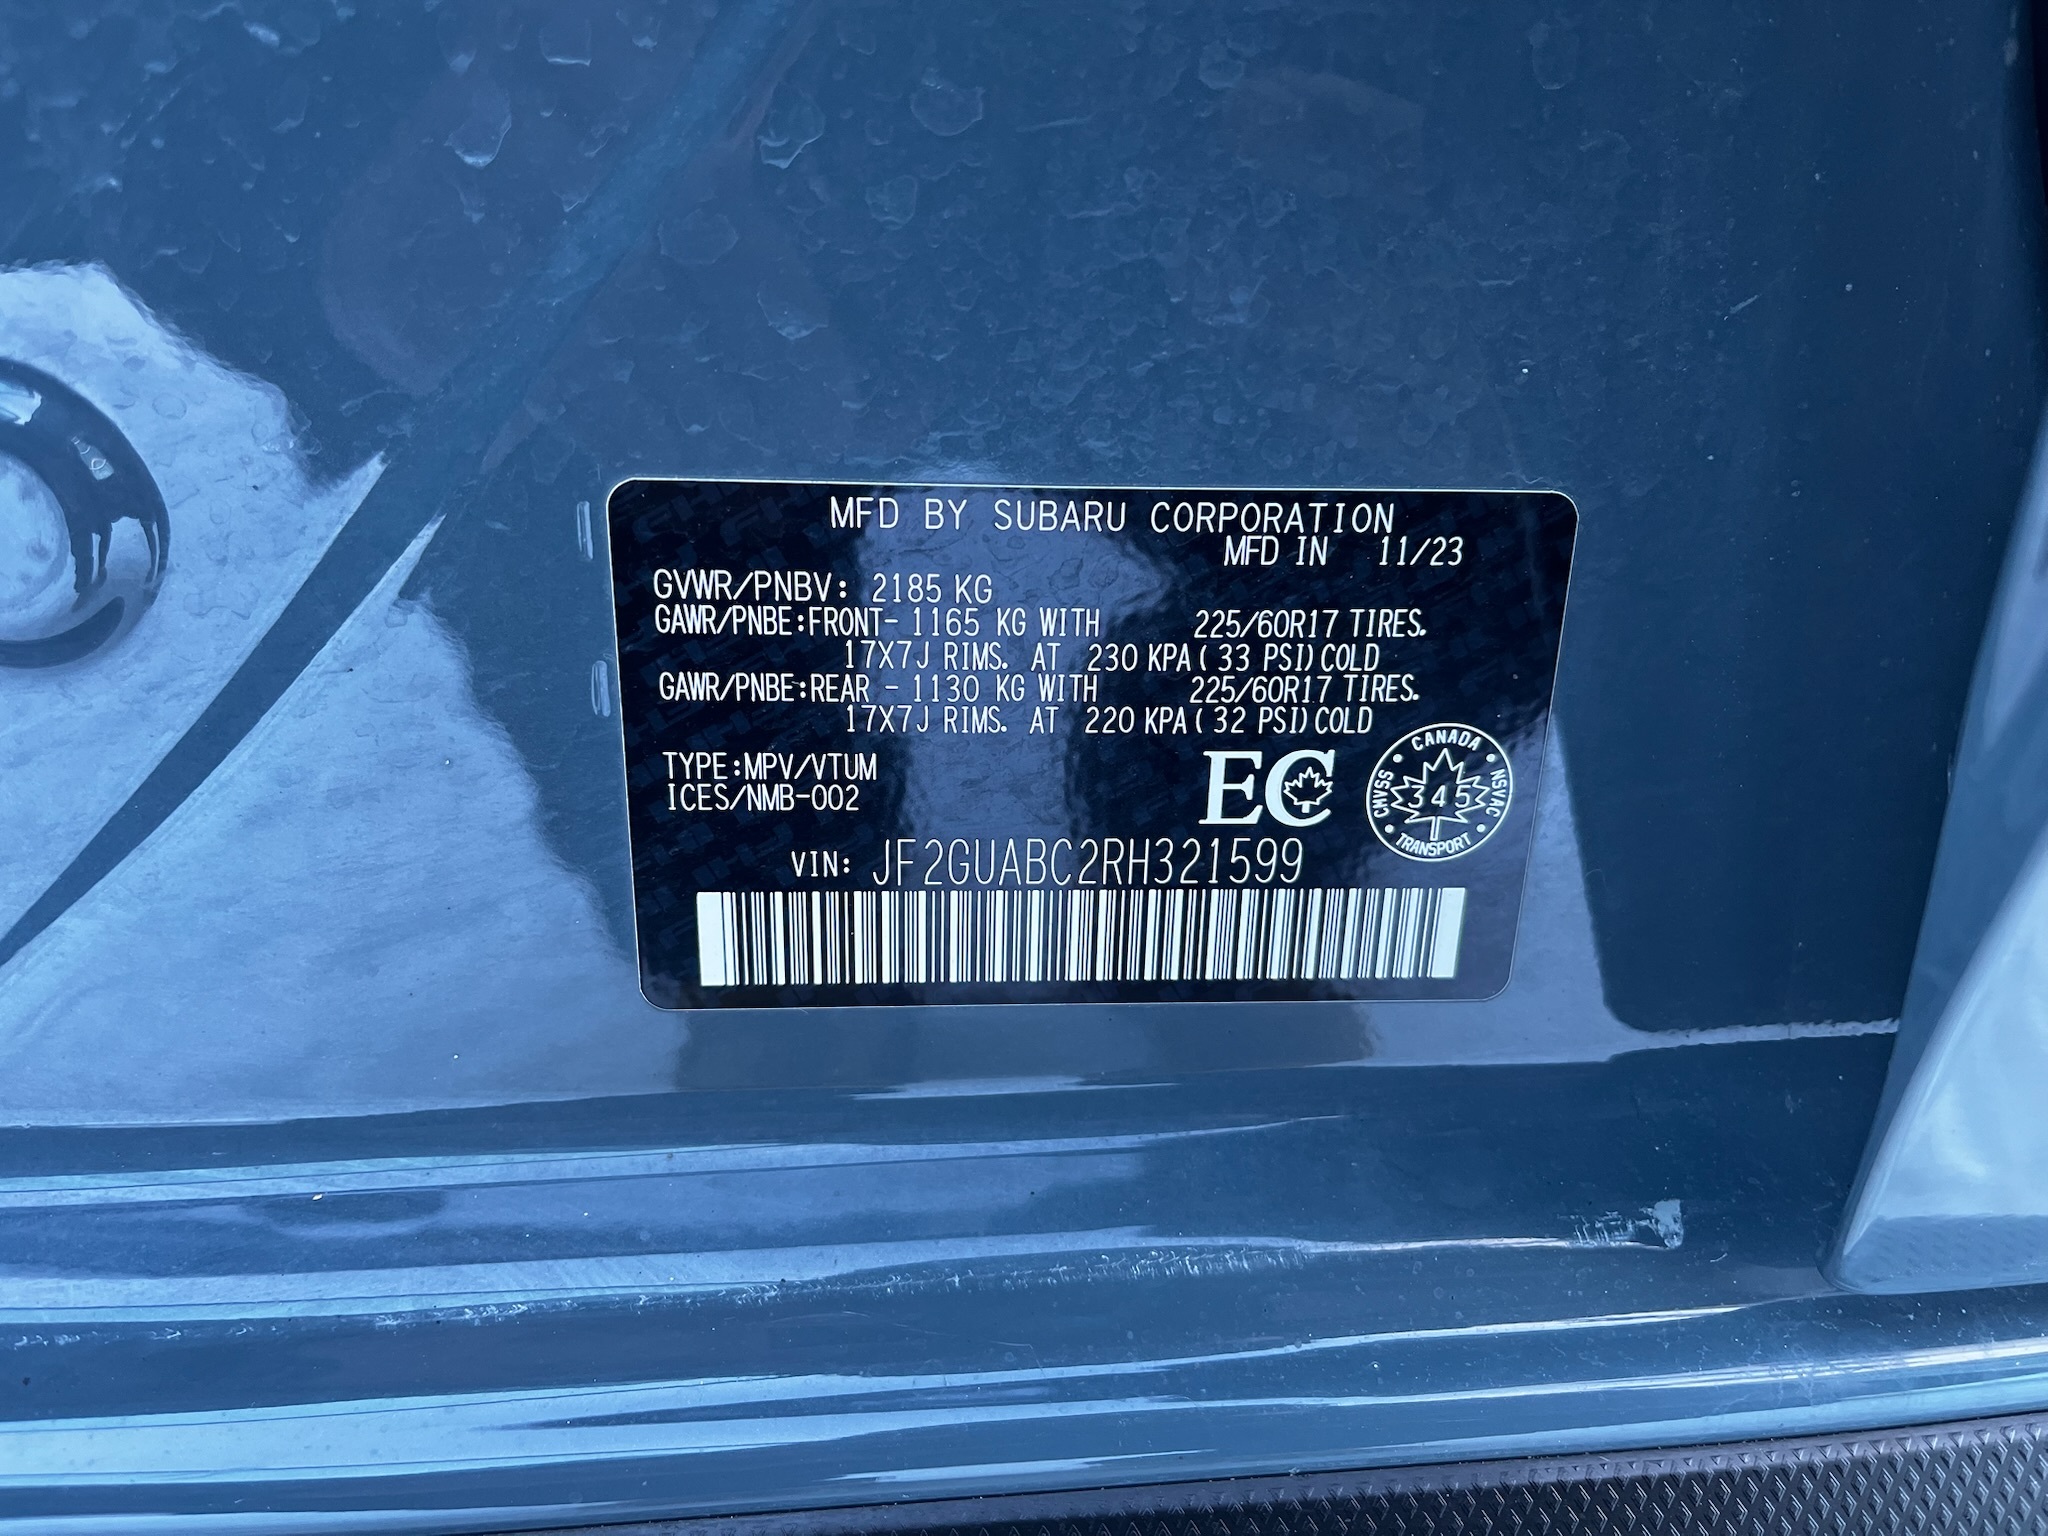 MFD BY SUBARU CORPORATION
MFD IN 11/23
GVWR/PNBV: 2185 KG
GAWR/PNBE:FRONT- 1165 KG WITH 225/60R17 TIRES.
17X7J RIMS. AT 230 KPA( 33 PSI)COLD
GAWR/PNBE:REAR - 1130 KG WITH 225/60R17 TIRES.
17X7J RIMS. AT 220 KPA( 32 PSI)COLD
TYPE:MPV/VTUM
ICES/NMB-002
EC
CANADA
CMVSS
345
NSVAC
TRANSPORT
VIN: JF2GUABC2RH321599